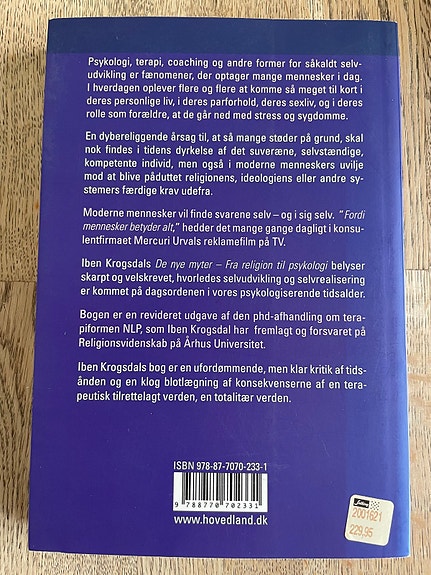 Psykologi, terapi, coaching og andre former for såkaldt selv-
udvikling er fænomener, der optager mange mennesker i dag.
I hverdagen oplever flere og flere at komme så meget til kort i
deres personlige liv, i deres parforhold, deres sexliv, og i deres
rolle som forældre, at de går ned med stress og sygdomme.
En dybereliggende årsag til, at så mange støder på grund, skal
nok findes i tidens dyrkelse af det suveræne, selvstændige,
kompetente individ, men også i moderne menneskers uvilje
mod at blive påduttet religionens, ideologiens eller andre sy-
stemers færdige krav udefra.
Moderne mennesker vil finde svarene selv – og i sig selv. "Fordi
mennesker betyder alt," hedder det mange gange dagligt i konsu-
lentfirmaet Mercuri Urvals reklamefilm på TV.
Iben Krogsdals De nye myter – Fra religion til psykologi belyser
skarpt og velskrevet, hvorledes selvudvikling og selvrealisering
er kommet på dagsordenen i vores psykologiserende tidsalder.
Bogen er en revideret udgave af den phd-afhandling om tera-
piformen NLP, som Iben Krogsdal har fremlagt og forsvaret på
Religionsvidenskab på Århus Universitet.
Iben Krogsdals bog er en ufordømmende, men klar kritik af tids-
ånden og en klog blotlægning af konsekvenserne af en tera-
peutisk tilrettelagt verden, en totalitær verden.
ISBN 978-87-7070-233-1
9 788770 702331
www.hovedland.dk
2001621
229,95